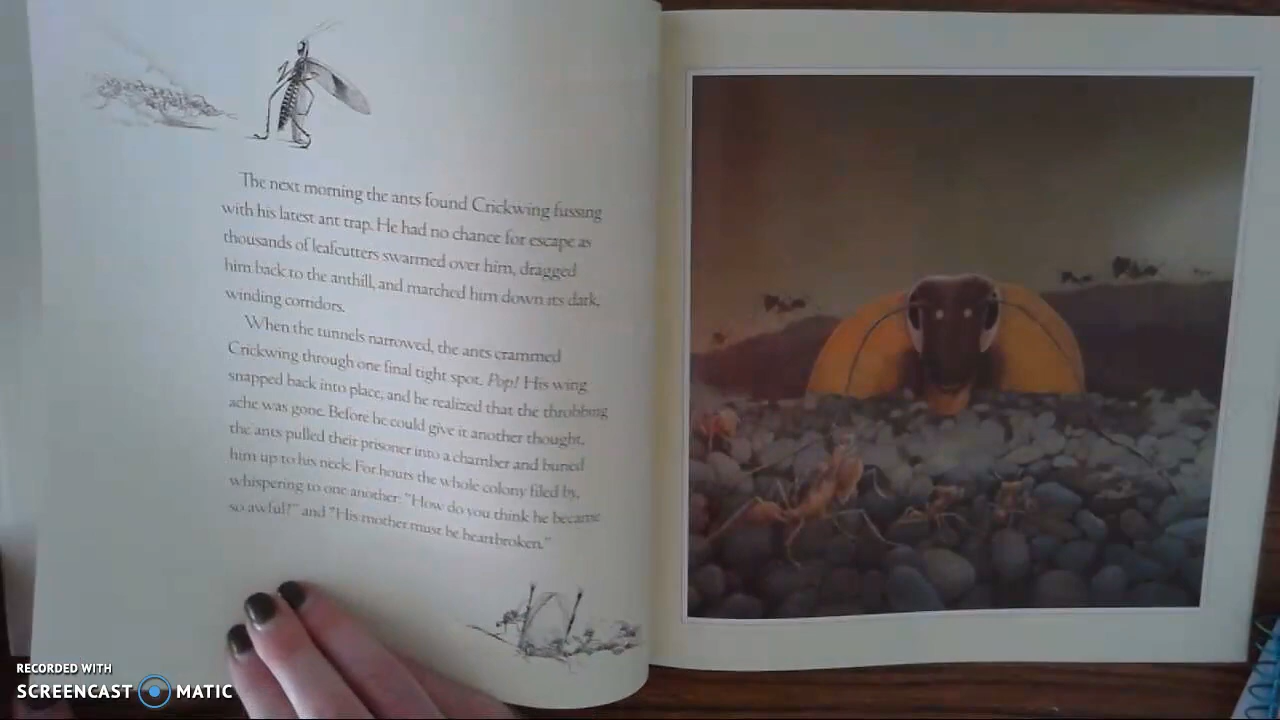 The next morning the ants found Crickwing fussing
with his latest ant trap. He had no chance for escape as
thousands of leafcutters swarmed over him, dragged
him back to the anthill, and marched him down its dark,
winding corridors.
When the tunnels narrowed, the ants crammed
Crickwing through one final tight spot. Pop! His wing
snapped back into place, and he realized that the throbbing
ache was gone. Before he could give it another thought,
the ants pulled their prisoner into a chamber and buried
him up to his neck. For hours the whole colony filed by,
whispering to one another: "How do you think he became
so awful?" and "His mother must be heartbroken."
RECORDED WITH
SCREENCAST MATIC